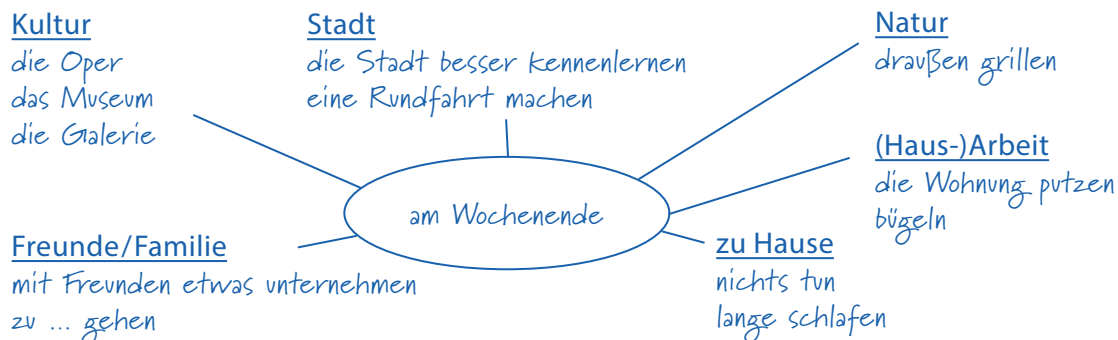 Kultur
die Oper
das Museum
die Galerie
Stadt
die Stadt besser kennenlernen
eine Rundfahrt machen
Natur
draußen grillen
(Haus-)Arbeit
die Wohnung putzen
bügeln
am Wochenende
Freunde/Familie
mit Freunden etwas unternehmen
zu ... gehen
zu Hause
nichts tun
lange schlafen